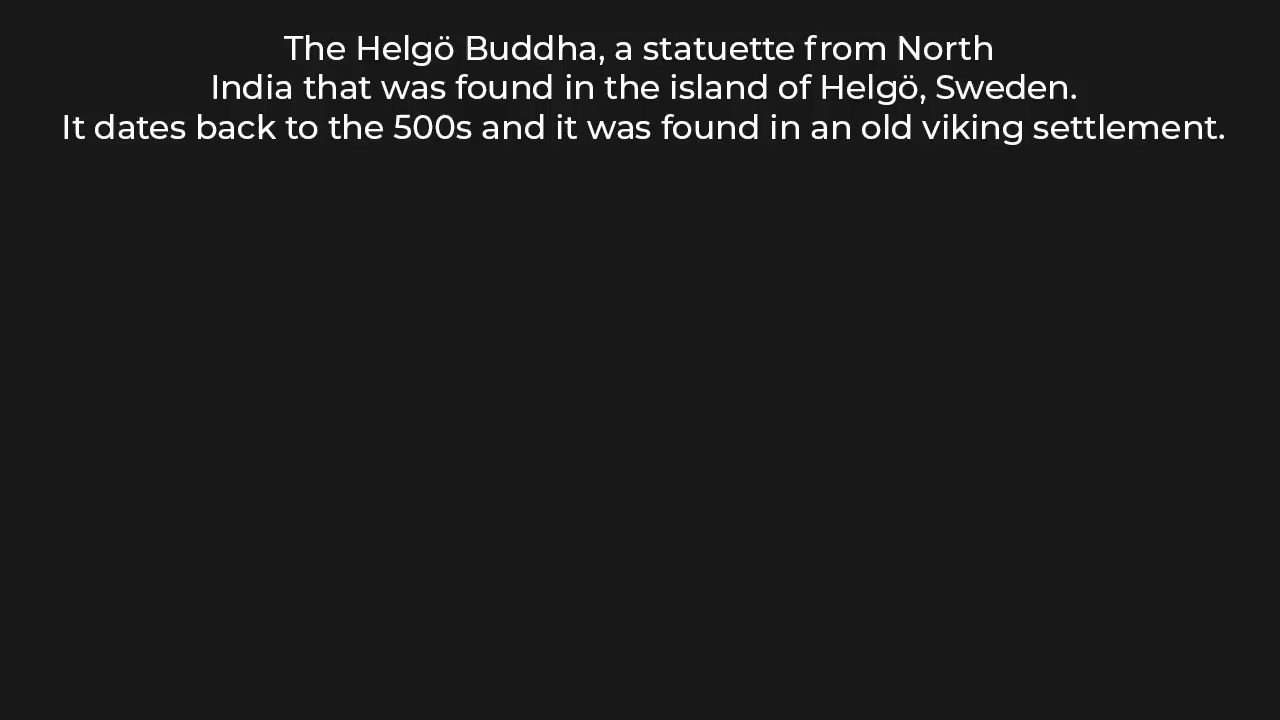 The Helgö Buddha, a statuette from North
India that was found in the island of Helgö, Sweden.
It dates back to the 500s and it was found in an old viking settlement.